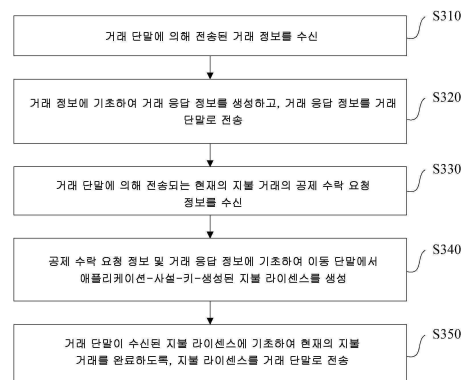 거래 단말에 의해 전송된 거래 정보를 수신
S310
거래 정보에 기초하여 거래 응답 정보를 생성하고, 거래 응답 정보를 거래
단말로 전송
S320
거래 단말에 의해 전송되는 현재의 지불 거래의 공제 수락 요청
정보를 수신
S330
공제 수락 요청 정보 및 거래 응답 정보에 기초하여 이동 단말에서
애플리케이션-사설-키-생성된 지불 라이센스를 생성
S340
거래 단말이 수신된 지불 라이센스에 기초하여 현재의 지불
거래를 완료하도록, 지불 라이센스를 거래 단말로 전송
S350